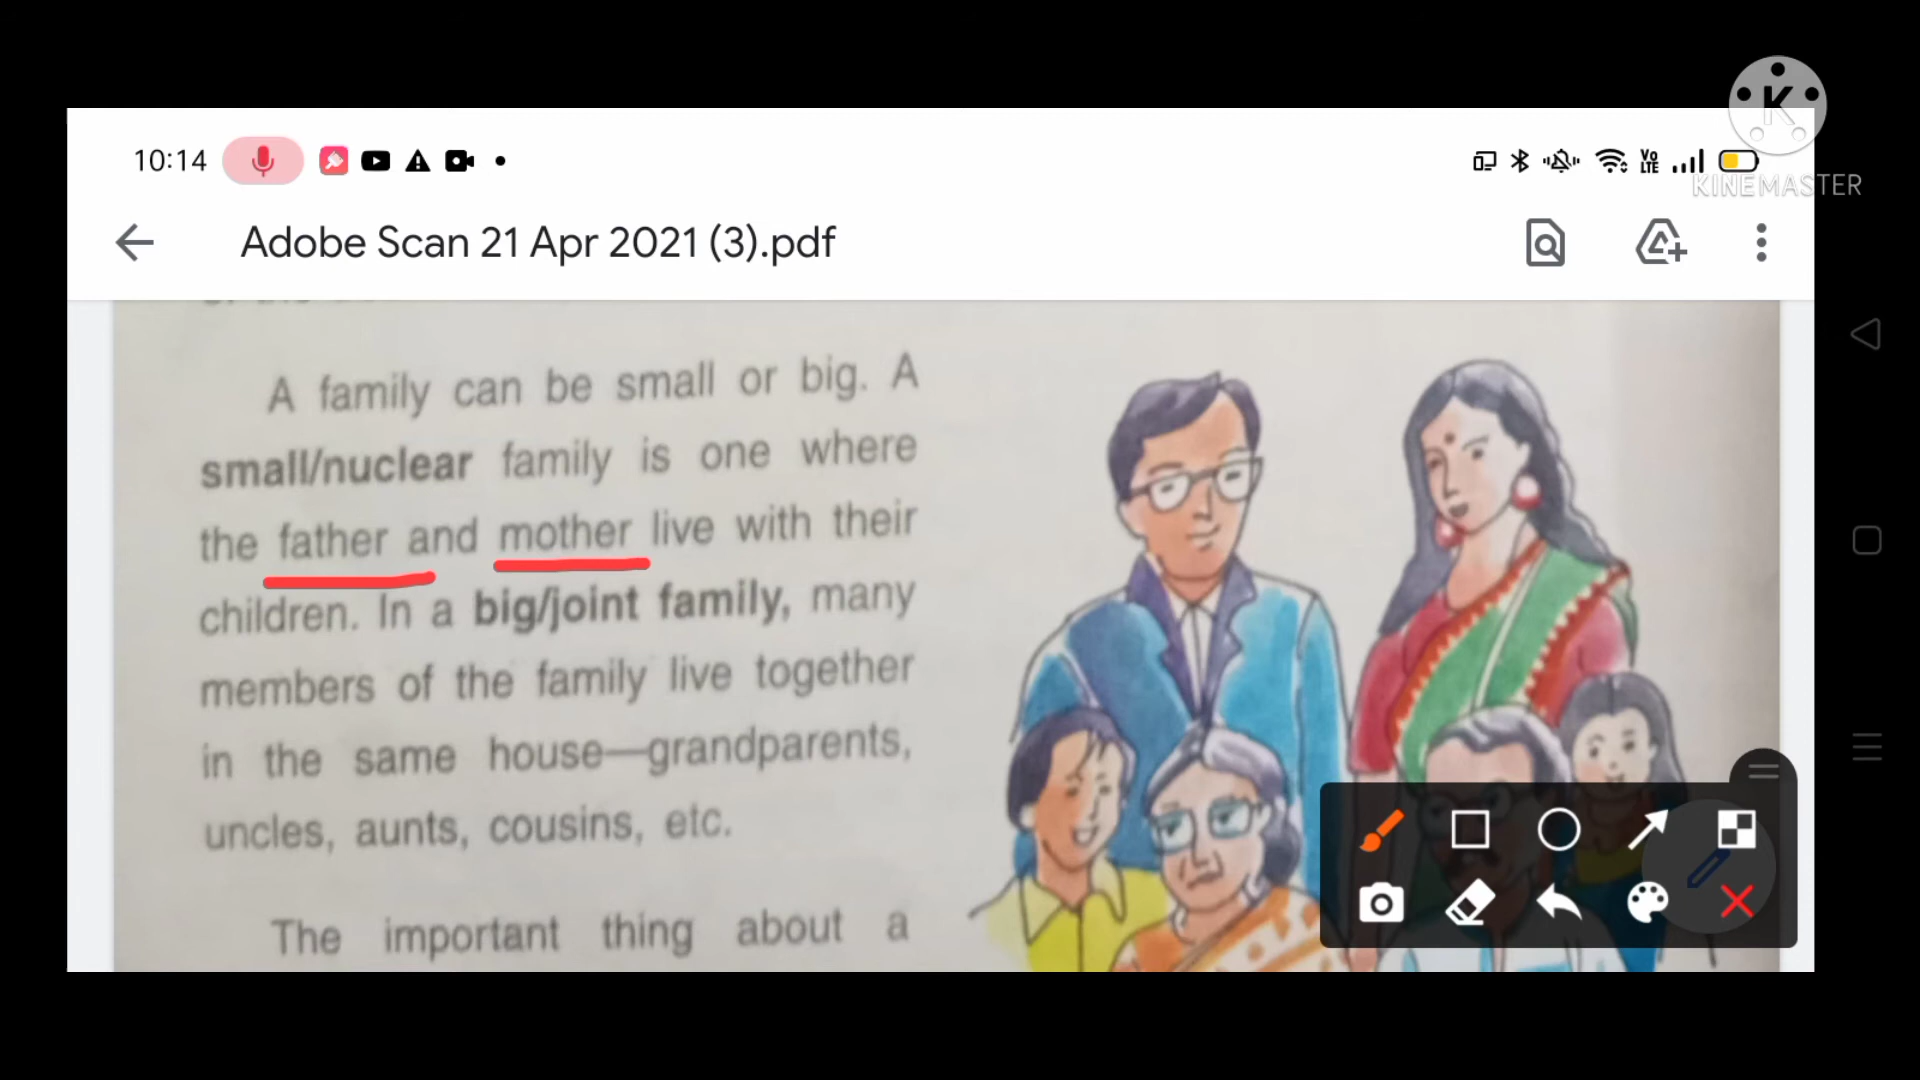 KINEMASTER
10:14
VO
LTE
Adobe Scan 21 Apr 2021 (3).pdf
A family can be small or big. A
small/nuclear family is one where
the father and mother live with their
children. In a big/joint family, many
members of the family live together
in the same house—grandparents,
uncles, aunts, cousins, etc.
The important thing about a